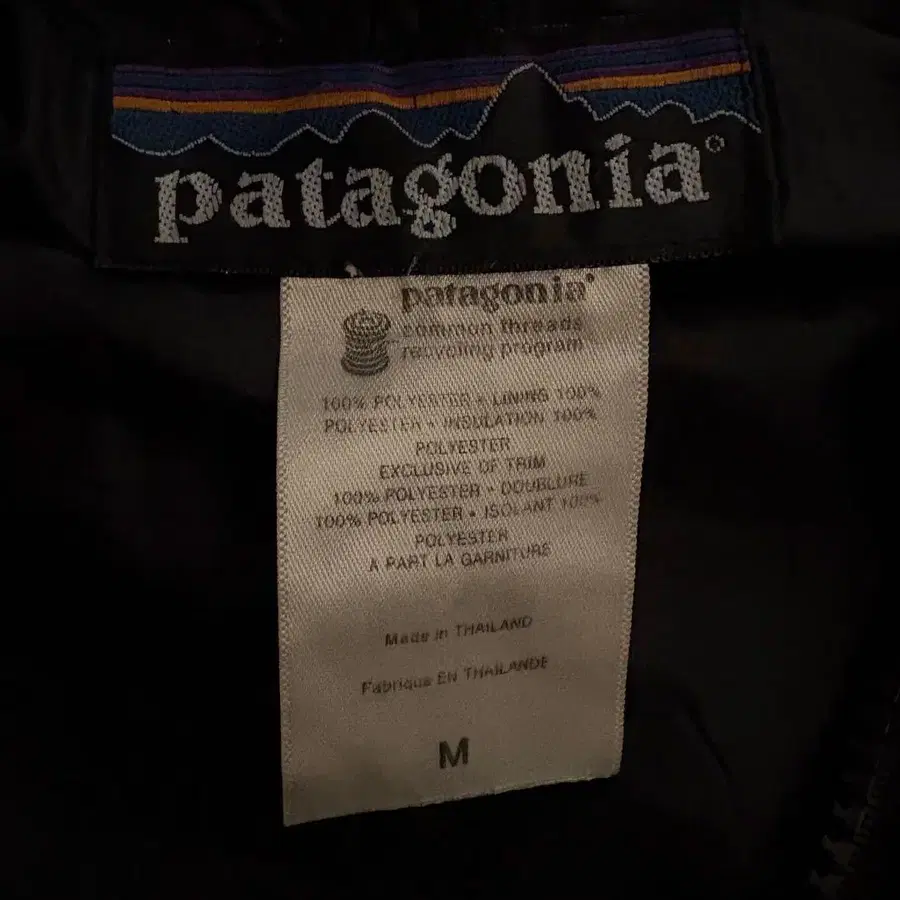 patagonia®
patagonia®
common threads
recycling program
100% POLYESTER • LINING 100%
POLYESTER • INSULATION 100%
POLYESTER
EXCLUSIVE OF TRIM
100% POLYESTER • DOUBLURE
100% POLYESTER • ISOLANT 100%
POLYESTER
A PART LA GARNITURE
Made in THAILAND
Fabriqué EN THAILANDE
M